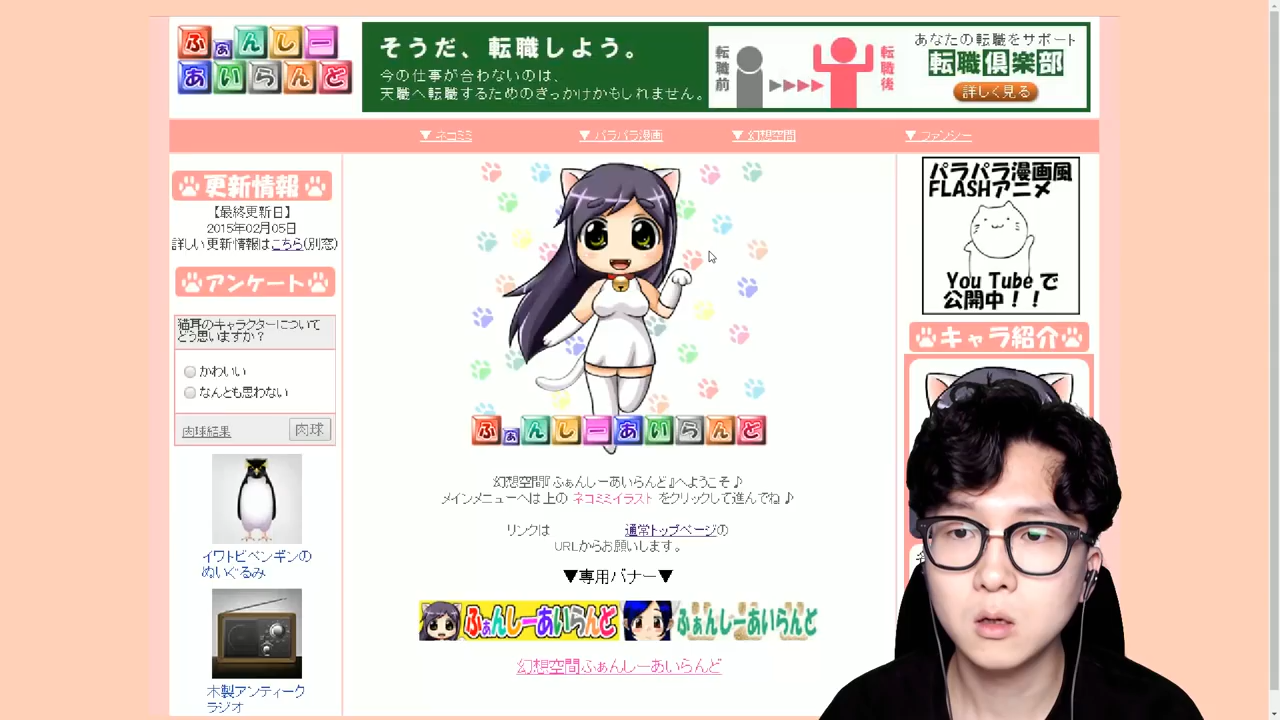 ふぁんしー
あいらんど
そうだ、転職しよう。
今の仕事が合わないのは、
天職へ転職するためのきっかけかもしれません。
転職前
転職後
あなたの転職をサポート
転職倶楽部
詳しく見る
▼ ネコミミ
▼ パラパラ漫画
▼ 幻想空間
▼ ファンシー
更新情報
【最終更新日】
2015年02月05日
詳しい更新情報はこちら(別窓)
アンケート
猫耳のキャラクターについて
どう思いますか？
かわいい
なんとも思わない
肉球結果
肉球
イワトビペンギンの
ぬいぐるみ
木製アンティーク
ラジオ
ふぁんしーあいらんど
幻想空間『ふぁんしーあいらんど』へようこそ♪
メインメニューへは上の ネコミミイラスト をクリックして進んでね♪
リンクは 通常トップページの
URLからお願いします。
▼専用バナー▼
ふぁんしーあいらんど
ふぁんしーあいらんど
幻想空間ふぁんしーあいらんど
パラパラ漫画風
FLASHアニメ
You Tube で
公開中！！
キャラ紹介